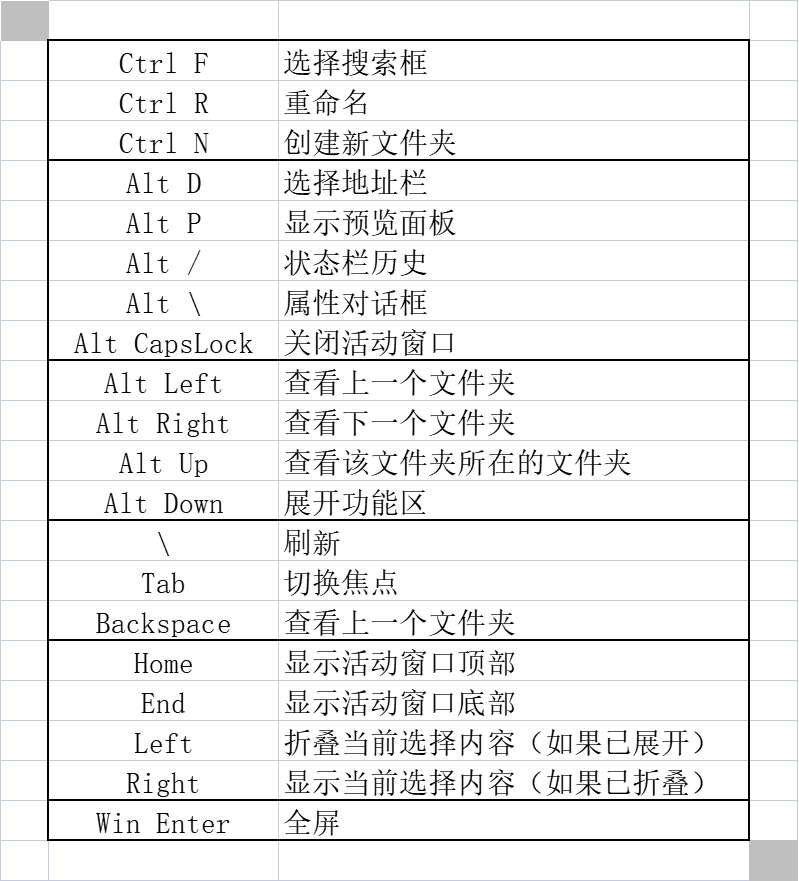 Ctrl F 选择搜索框
Ctrl R 重命名
Ctrl N 创建新文件夹
Alt D 选择地址栏
Alt P 显示预览面板
Alt / 状态栏历史
Alt \ 属性对话框
Alt CapsLock 关闭活动窗口
Alt Left 查看上一个文件夹
Alt Right 查看下一个文件夹
Alt Up 查看该文件夹所在的文件夹
Alt Down 展开功能区
\ 刷新
Tab 切换焦点
Backspace 查看上一个文件夹
Home 显示活动窗口顶部
End 显示活动窗口底部
Left 折叠当前选择内容（如果已展开）
Right 显示当前选择内容（如果已折叠）
Win Enter 全屏